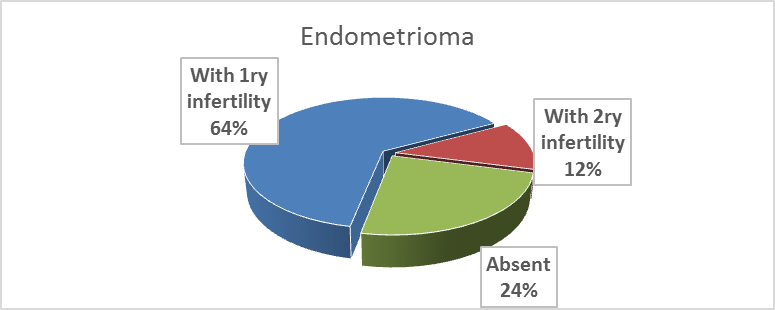 Endometrioma
With 1ry
infertility
64%
With 2ry
infertility
12%
Absent
24%